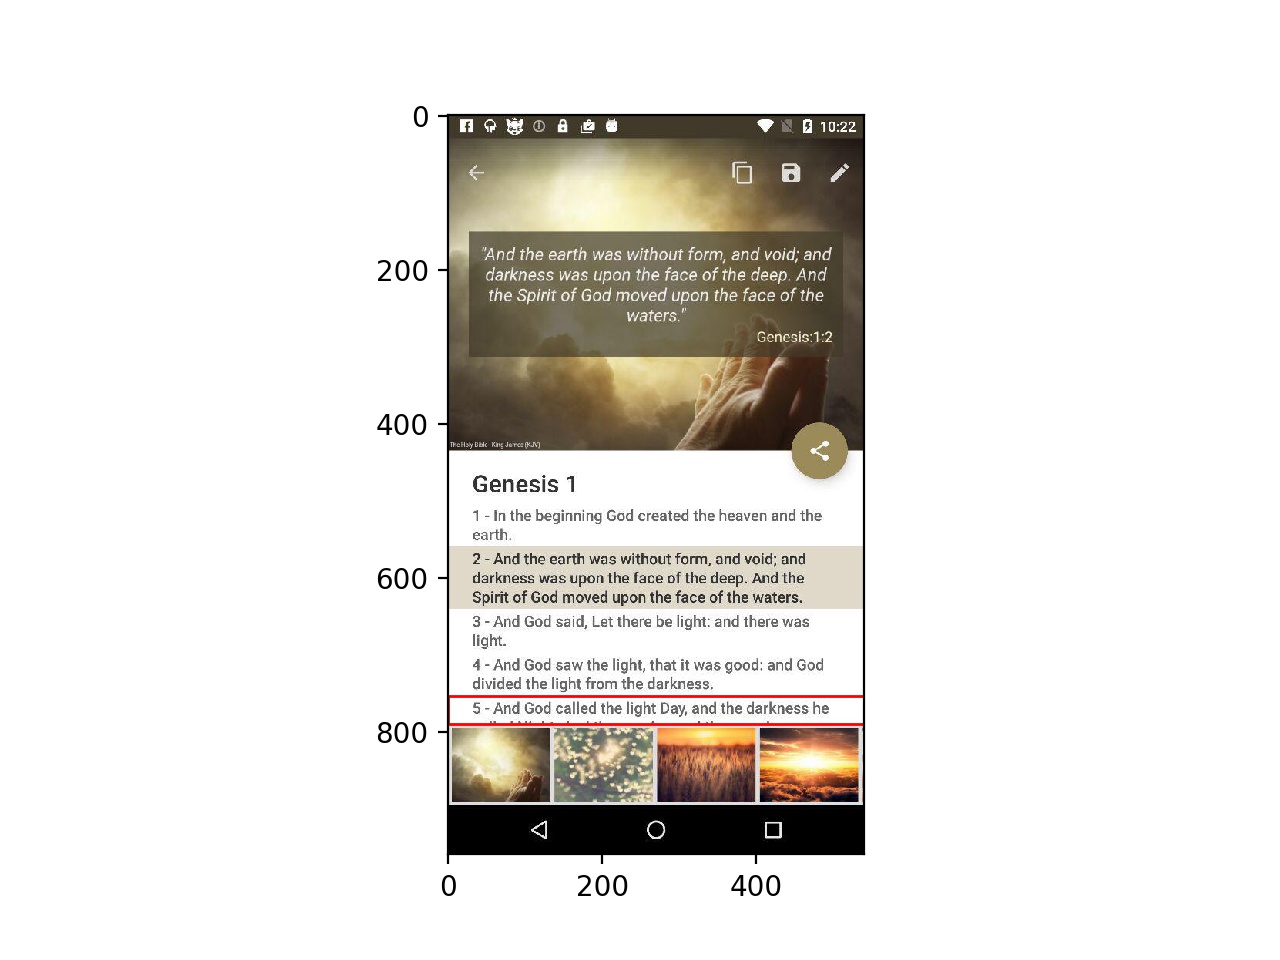 0
10:22
200
"And the earth was without form, and void; and
darkness was upon the face of the deep. And
the Spirit of God moved upon the face of the
waters."
Genesis:1:2
400
The Holy Bible - King James (KJV)
Genesis 1
1 - In the beginning God created the heaven and the
earth.
600
2 - And the earth was without form, and void; and
darkness was upon the face of the deep. And the
Spirit of God moved upon the face of the waters.
3 - And God said, Let there be light: and there was
light.
4 - And God saw the light, that it was good: and God
divided the light from the darkness.
5 - And God called the light Day, and the darkness he
800
0 200 400